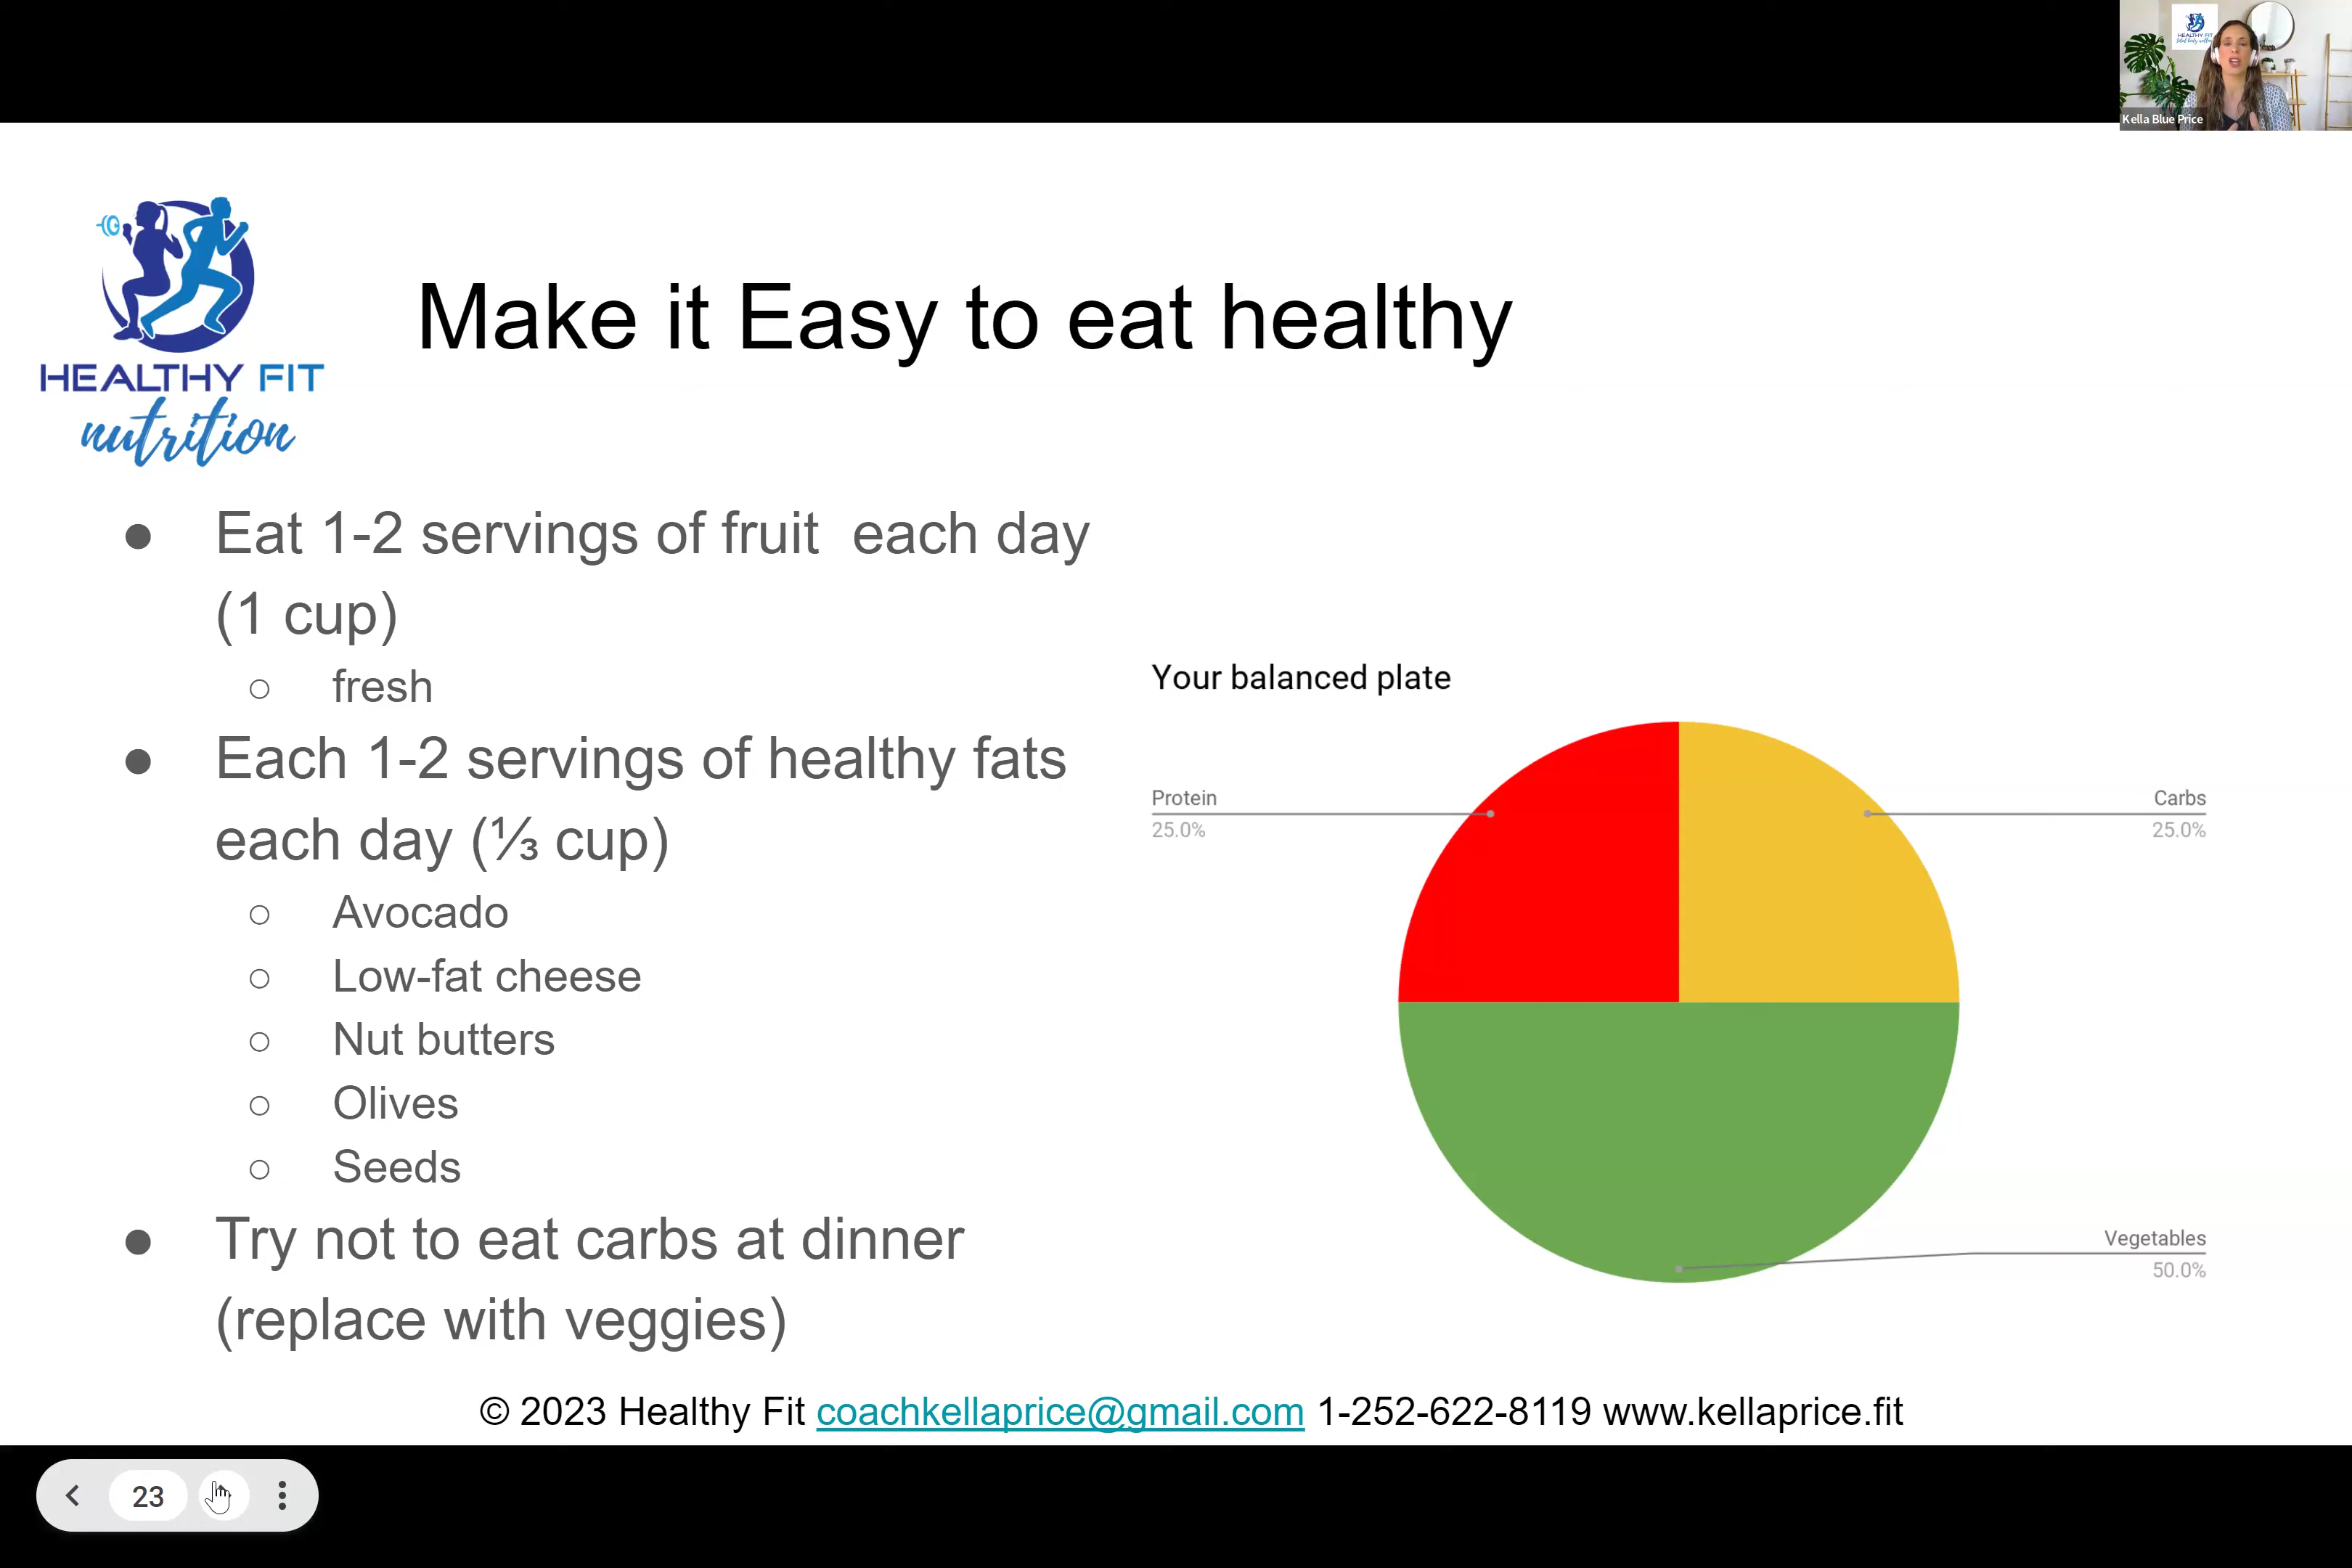 HEALTHY FIT
Kella Blue Price
HEALTHY FIT
nutrition
Make it Easy to eat healthy
● Eat 1-2 servings of fruit each day
(1 cup)
○ fresh
● Each 1-2 servings of healthy fats
each day (⅓ cup)
○ Avocado
○ Low-fat cheese
○ Nut butters
○ Olives
○ Seeds
● Try not to eat carbs at dinner
(replace with veggies)
Your balanced plate
Protein
25.0%
Carbs
25.0%
Vegetables
50.0%
© 2023 Healthy Fit coachkellaprice@gmail.com 1-252-622-8119 www.kellaprice.fit
23